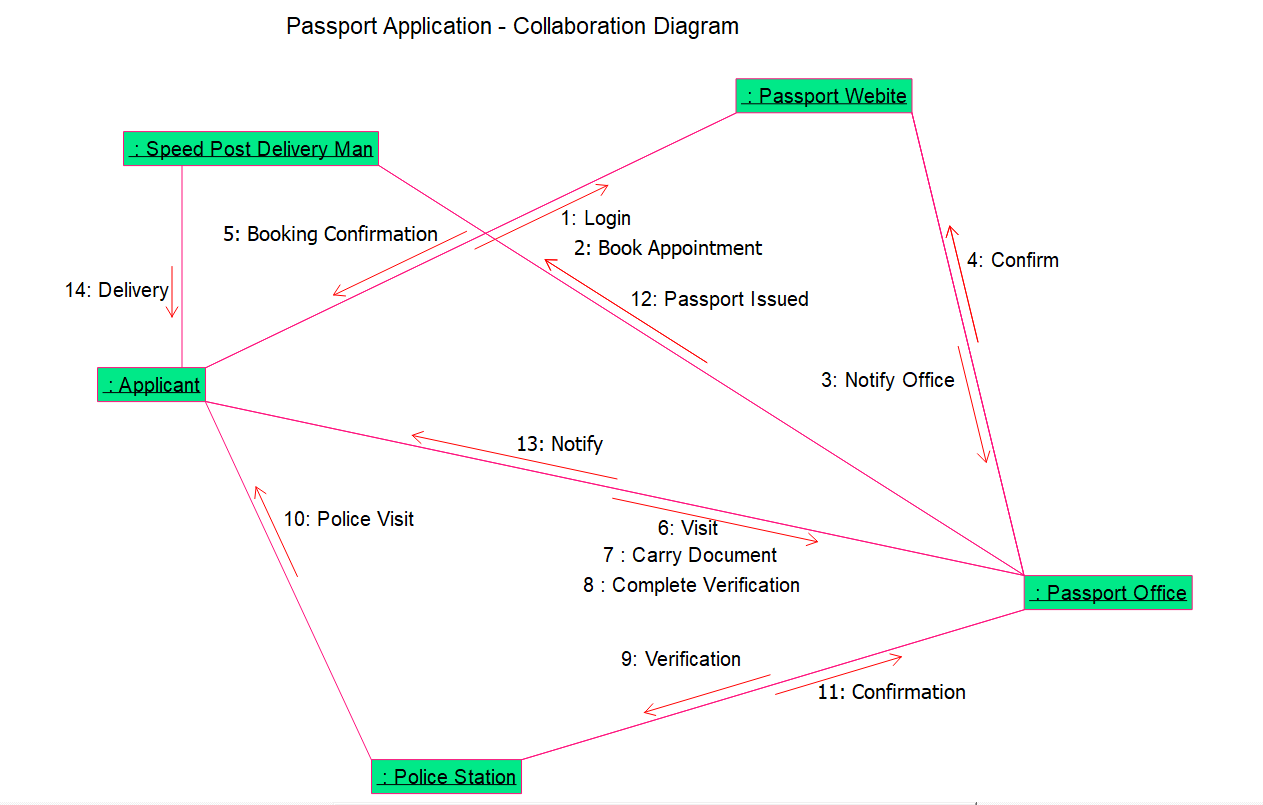 Passport Application - Collaboration Diagram
: Passport Webite
: Speed Post Delivery Man
1: Login
5: Booking Confirmation
2: Book Appointment
4: Confirm
14: Delivery
12: Passport Issued
3: Notify Office
: Applicant
13: Notify
10: Police Visit
6: Visit
7 : Carry Document
8 : Complete Verification
: Passport Office
9: Verification
11: Confirmation
: Police Station